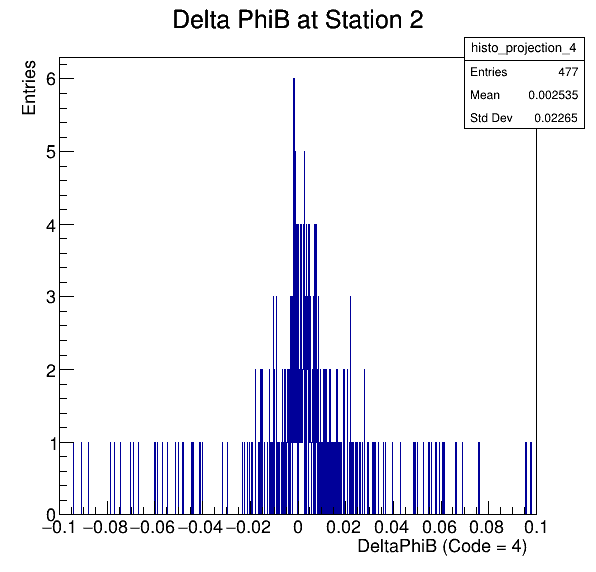 Delta PhiB at Station 2
histo_projection_4
Entries 477
Mean 0.002535
Std Dev 0.02265
Entries
6
5
4
3
2
1
0
−0.1 −0.08 −0.06 −0.04 −0.02 0 0.02 0.04 0.06 0.08 0.1
DeltaPhiB (Code = 4)